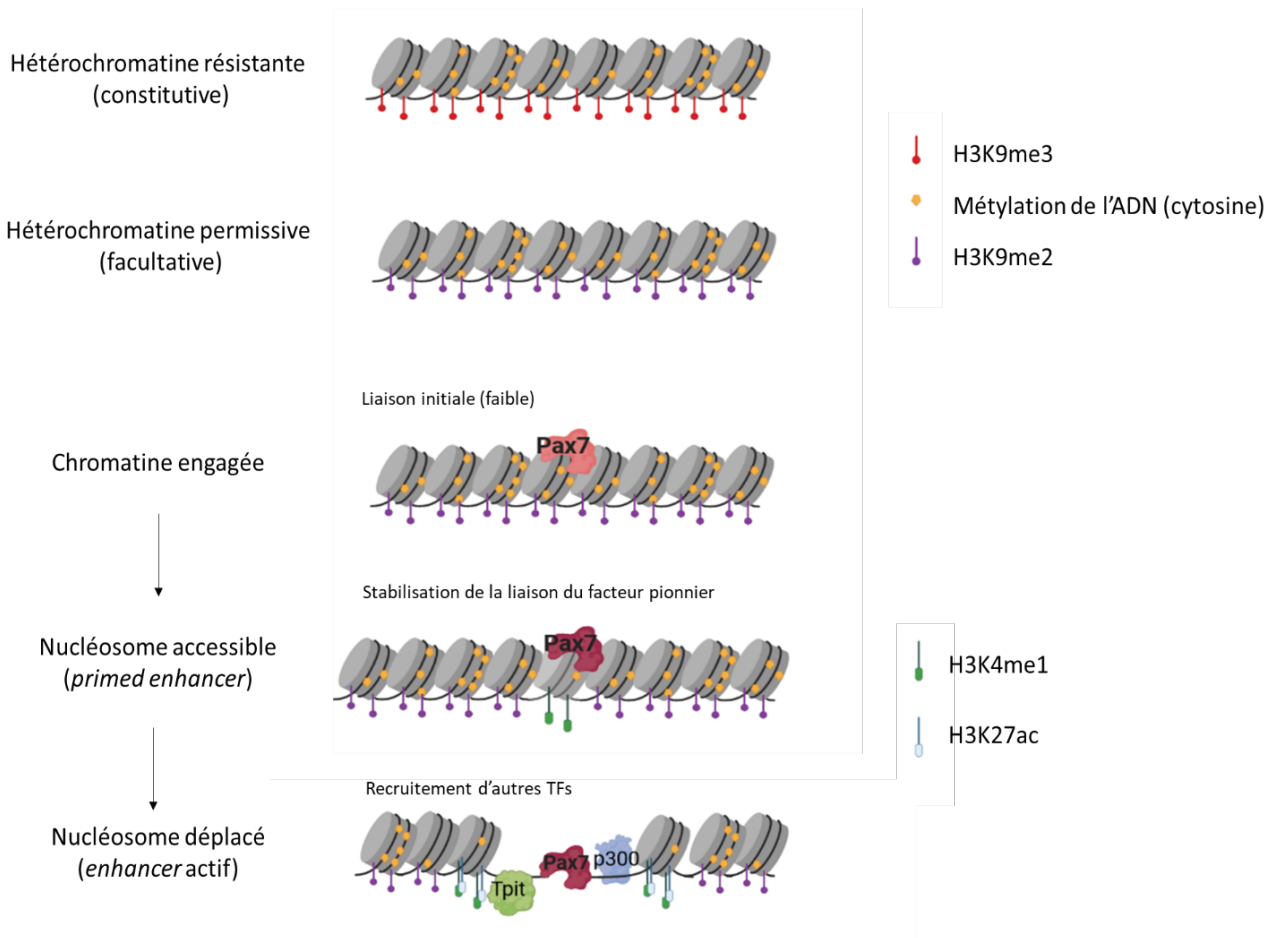 Hétérochromatine résistante
(constitutive)
H3K9me3
Métylation de l'ADN (cytosine)
H3K9me2
Hétérochromatine permissive
(facultative)
Liaison initiale (faible)
Pax7
Chromatine engagée
Stabilisation de la liaison du facteur pionnier
Pax7
Nucléosome accessible
(primed enhancer)
H3K4me1
H3K27ac
Recruitement d'autres TFs
Nucléosome déplacé
(enhancer actif)
Pax7
p300
Tpit